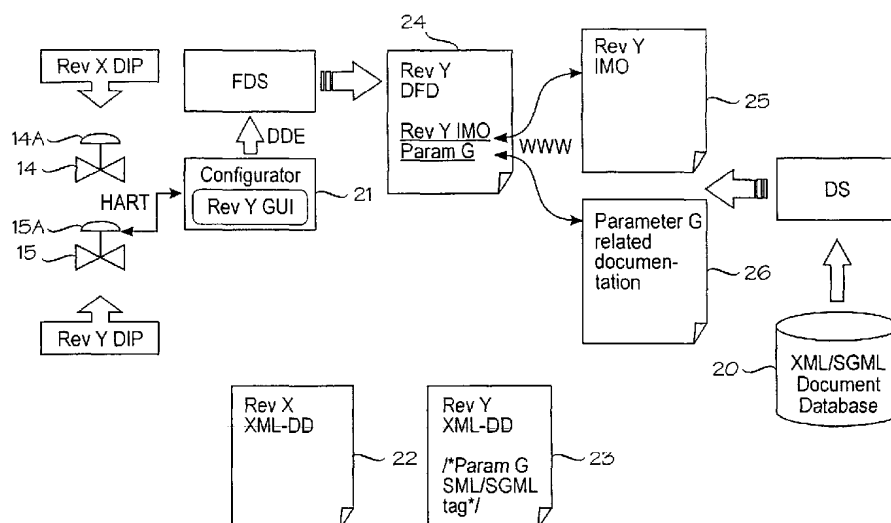 24
Rev X DIP
FDS
Rev Y
DFD
Rev Y IMO
Param G
Rev Y
IMO
25
14A
14
DDE
WWW
HART
Configurator
Rev Y GUI
21
DS
15A
15
Parameter G
related
documen-
tation
26
Rev Y DIP
20
XML/SGML
Document
Database
Rev X
XML-DD
22
Rev Y
XML-DD
/*Param G
SML/SGML
tag*/
23